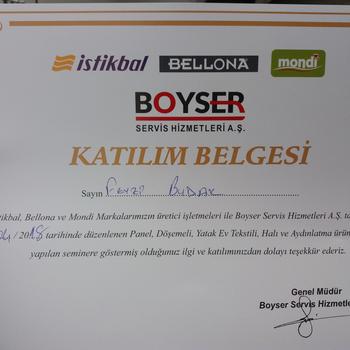 istikbal BELLONA mondi
BOYSER
SERVİS HİZMETLERİ A.Ş.
KATILIM BELGESİ
Sayın FEYZİ BUDAK
tikbal, Bellona ve Mondi Markalarımızın üretici işletmeleri ile Boyser Servis Hizmetleri A.Ş. ta
/ 2018 tarihinde düzenlenen Panel, Döşemeli, Yatak Ev Tekstili, Halı ve Aydınlatma ürün
yapılan seminere göstermiş olduğunuz ilgi ve katılımınızdan dolayı teşekkür ederiz.
Genel Müdür
Boyser Servis Hizmetle